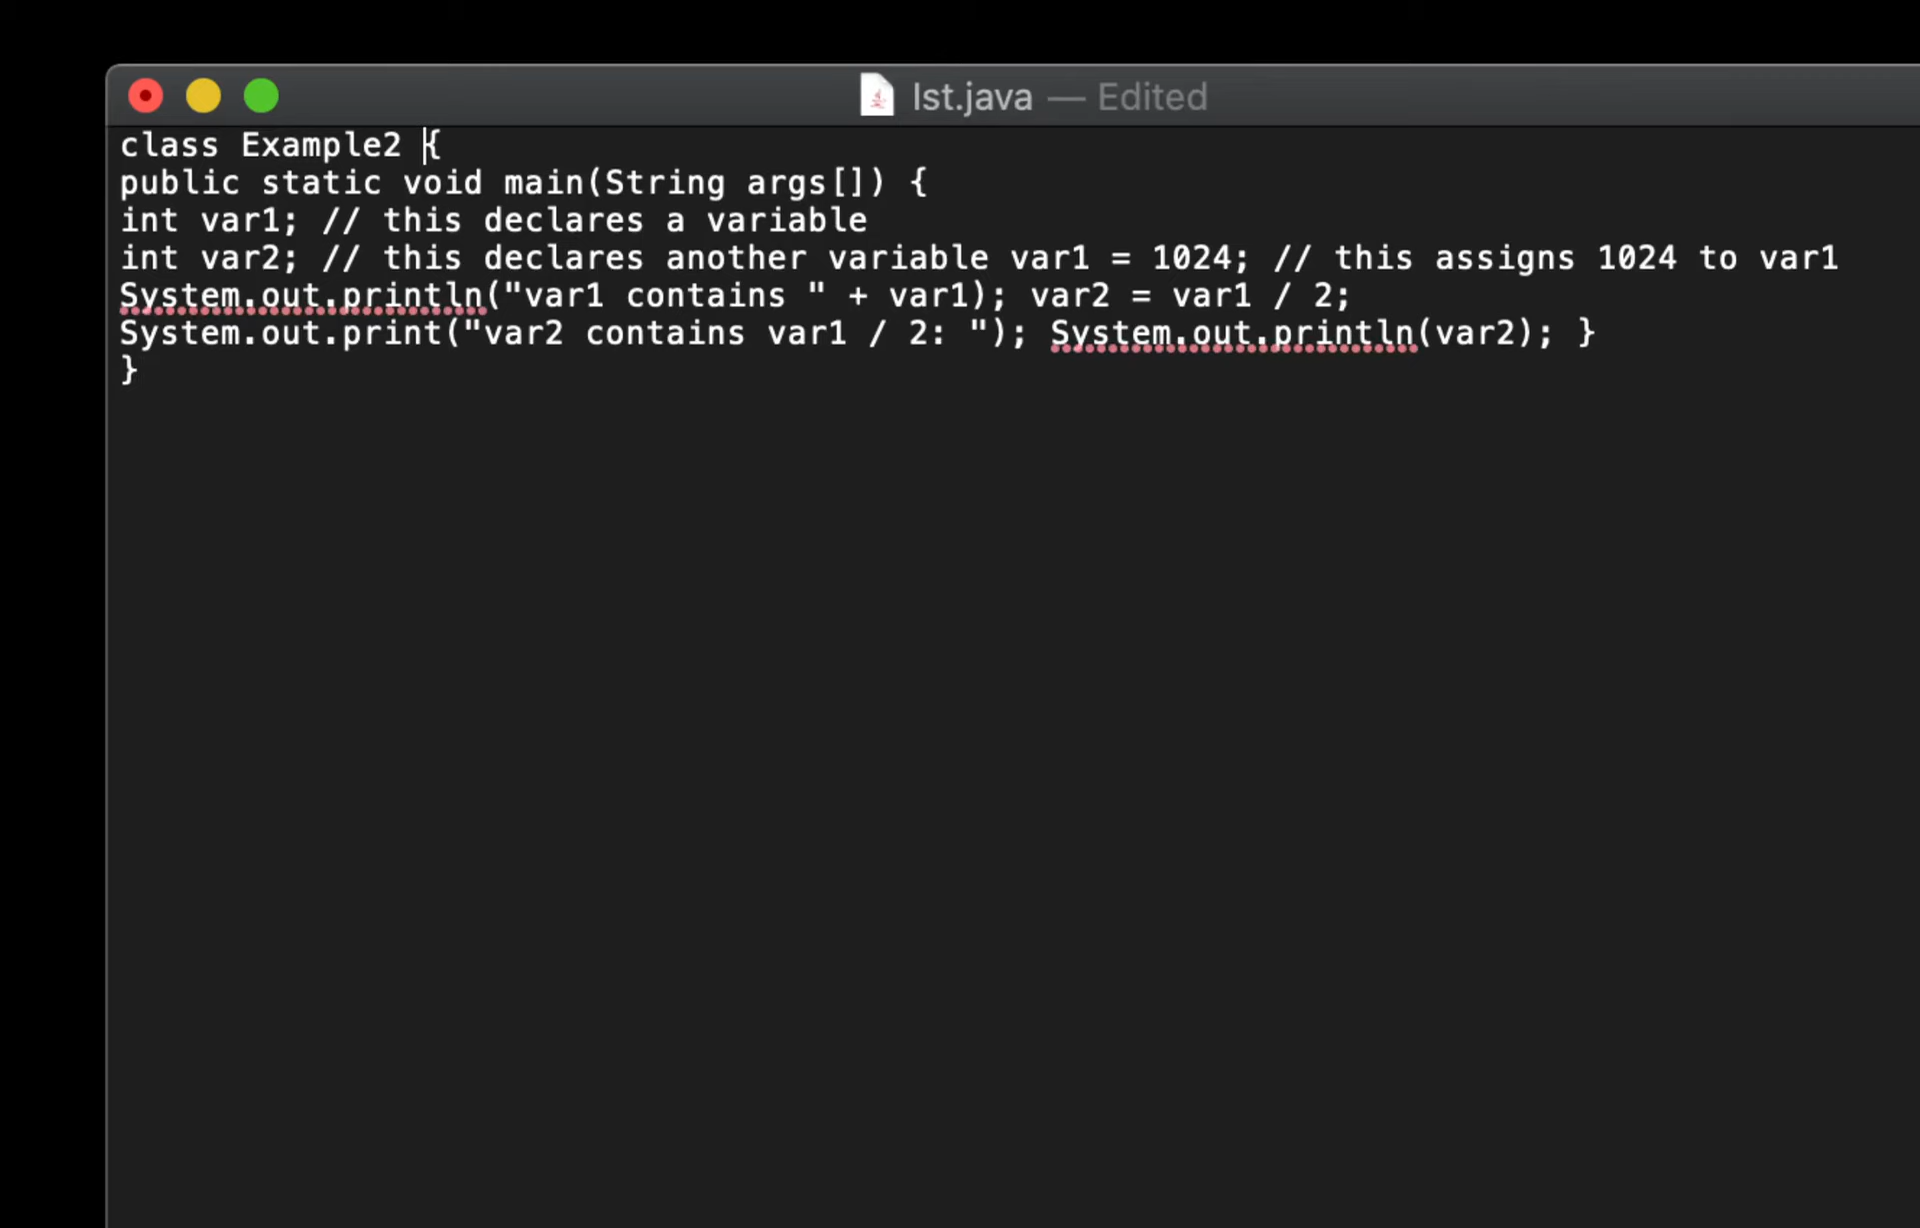 lst.java — Edited
class Example2 {
public static void main(String args[]) {
int var1; // this declares a variable
int var2; // this declares another variable var1 = 1024; // this assigns 1024 to var1
System.out.println("var1 contains " + var1); var2 = var1 / 2;
System.out.print("var2 contains var1 / 2: "); System.out.println(var2); }
}